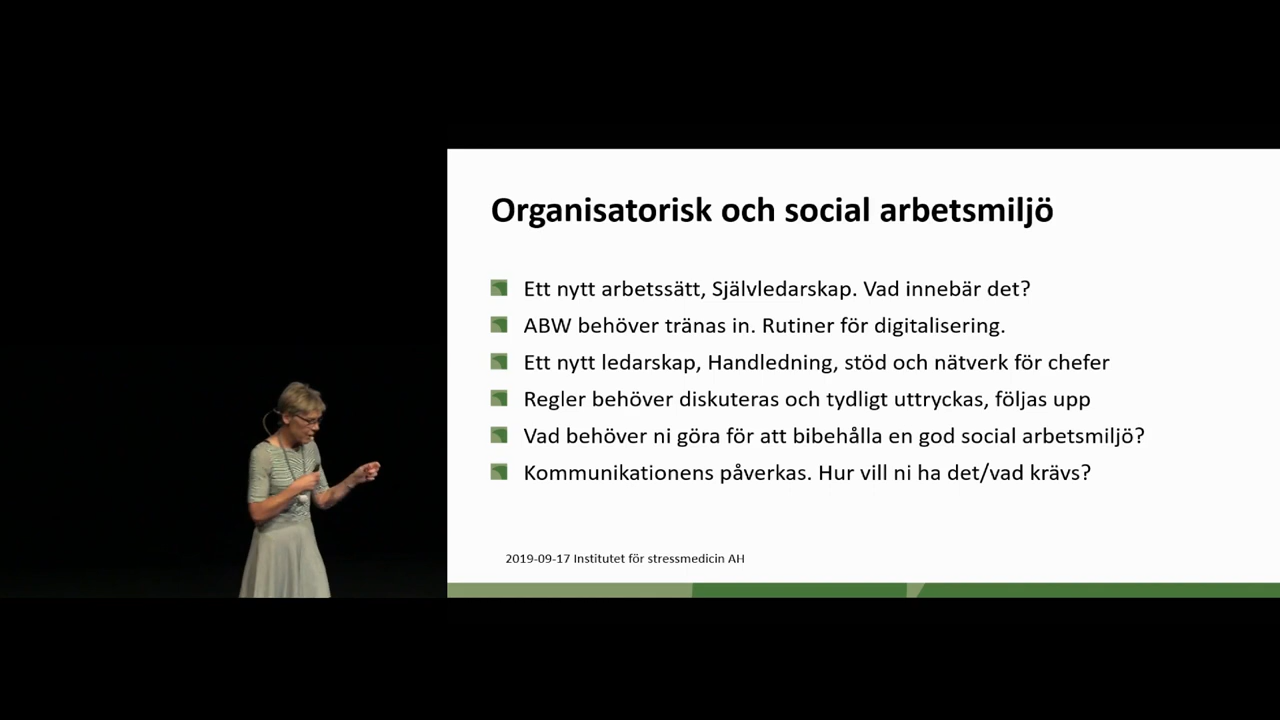 Organisatorisk och social arbetsmiljö
Ett nytt arbetssätt, Självledarskap. Vad innebär det?
ABW behöver tränas in. Rutiner för digitalisering.
Ett nytt ledarskap, Handledning, stöd och nätverk för chefer
Regler behöver diskuteras och tydligt uttryckas, följas upp
Vad behöver ni göra för att bibehålla en god social arbetsmiljö?
Kommunikationens påverkas. Hur vill ni ha det/vad krävs?
2019-09-17 Institutet för stressmedicin AH